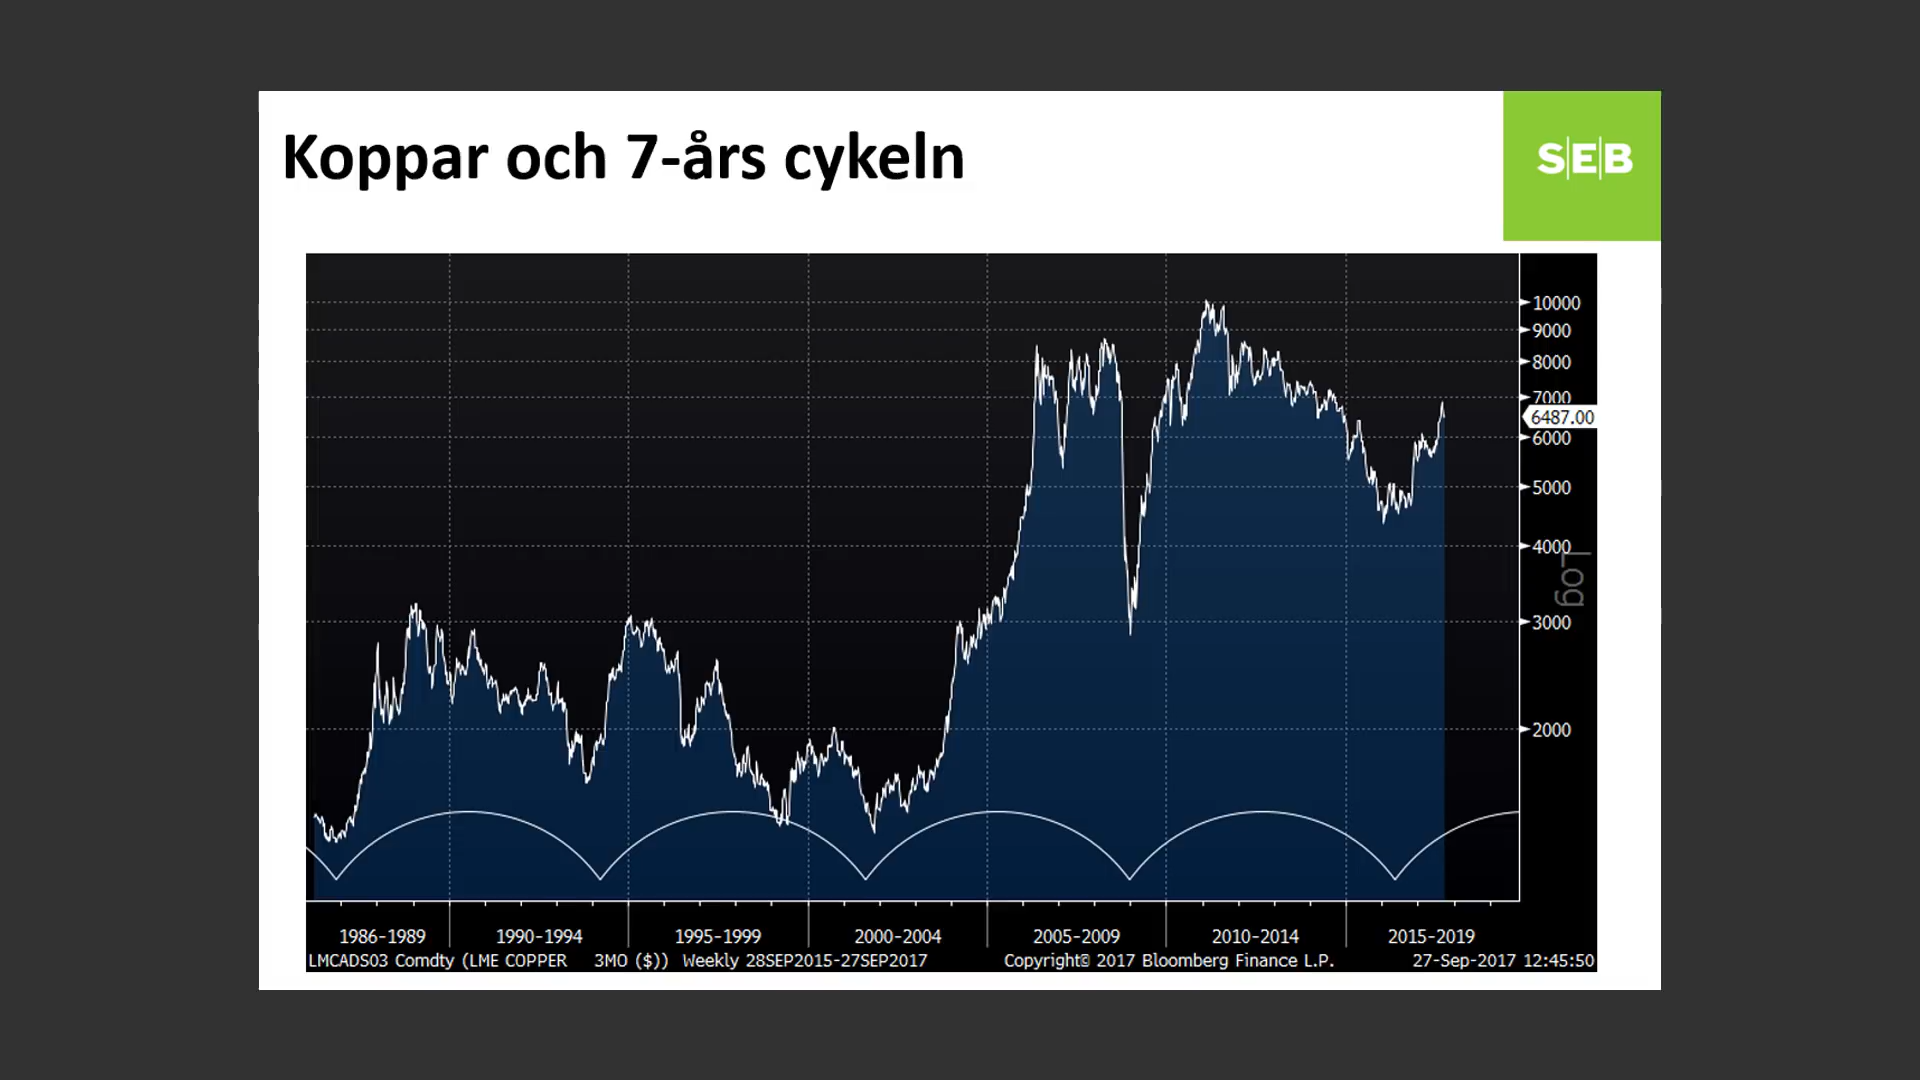 Koppar och 7-års cykeln
S|E|B
10000
9000
8000
7000
6487.00
6000
5000
4000
Log
3000
2000
1986-1989 1990-1994 1995-1999 2000-2004 2005-2009 2010-2014 2015-2019
LMCADS03 Comdty (LME COPPER 3MO ($)) Weekly 28SEP2015-27SEP2017 Copyright© 2017 Bloomberg Finance L.P. 27-Sep-2017 12:45:50